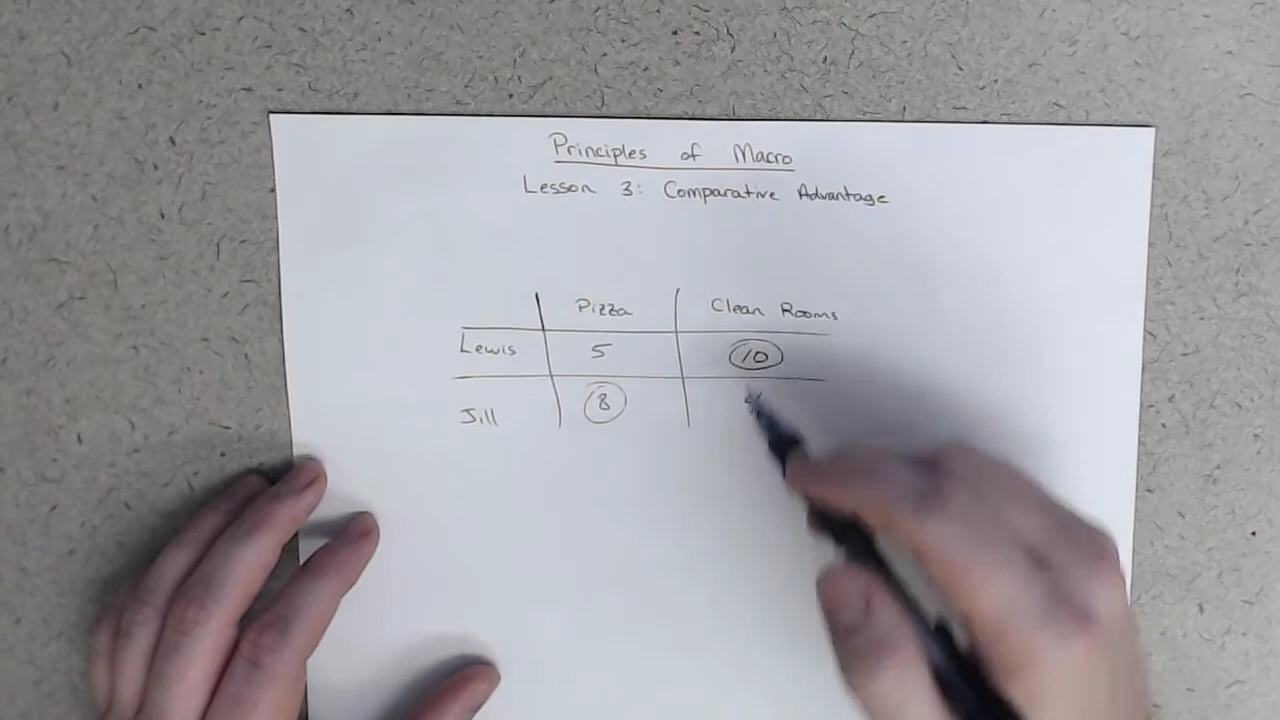 Principles of Macro
Lesson 3: Comparative Advantage
Pizza Clean Rooms
Lewis 5 10
Jill 8